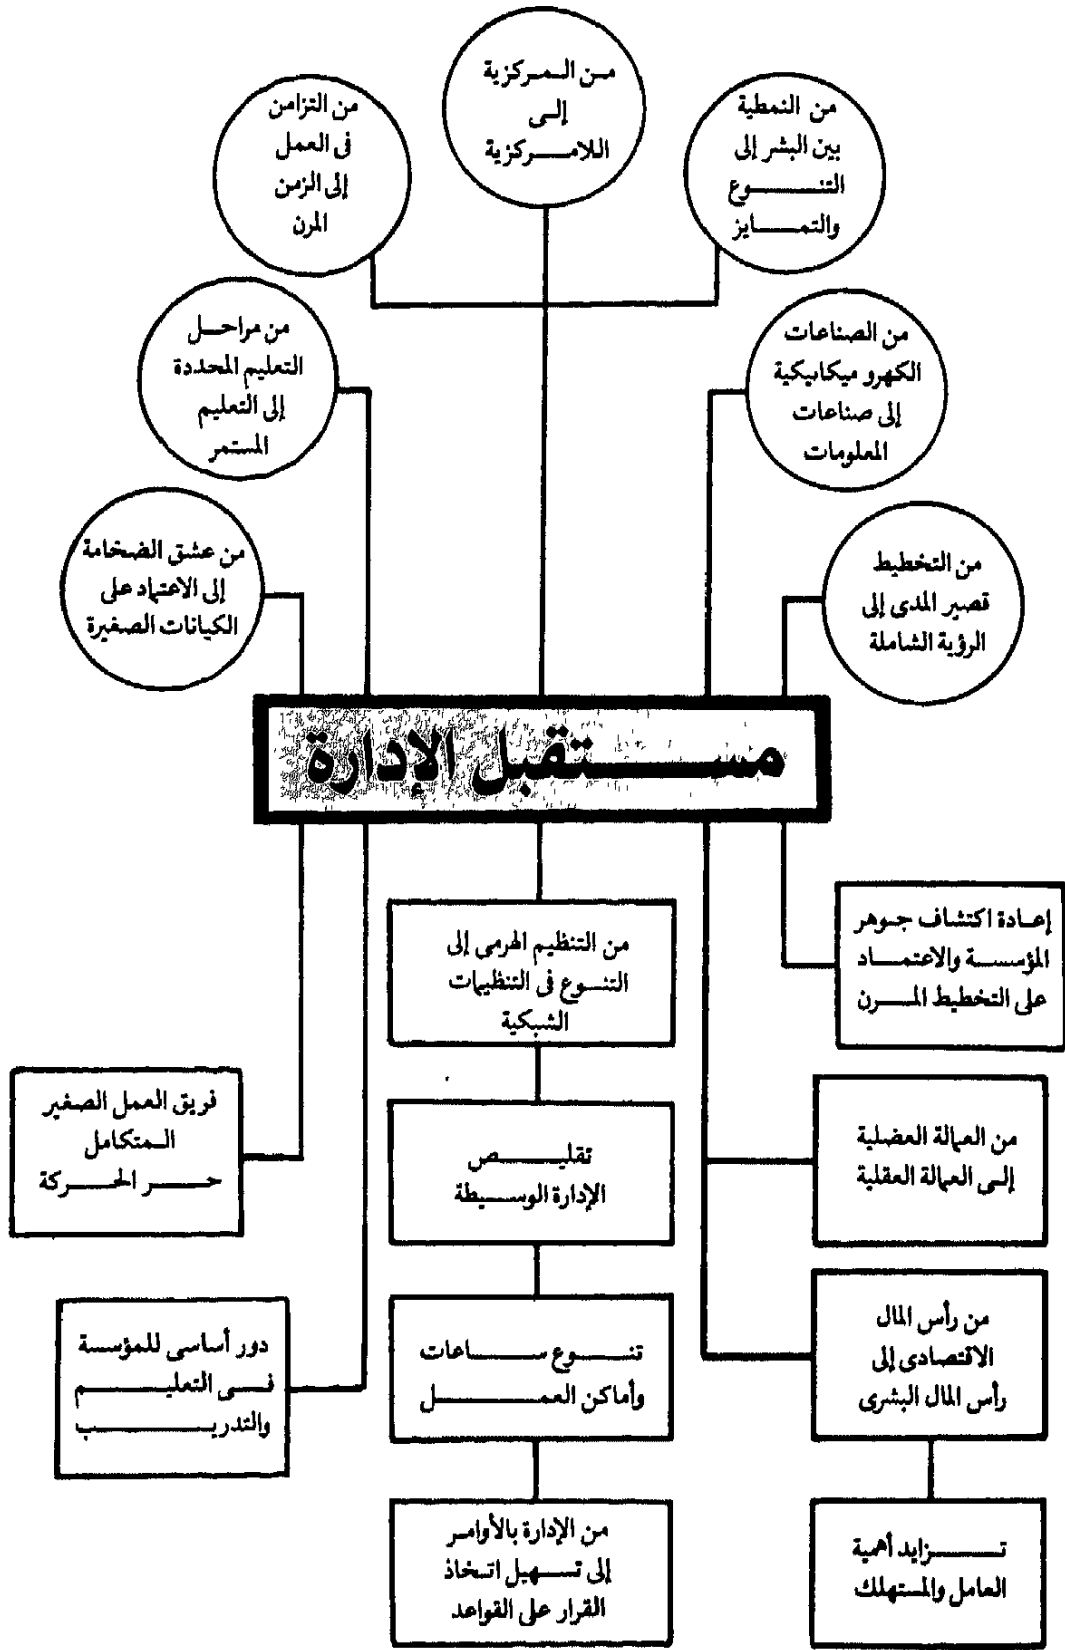 من المركزية
إلى
اللامركزية
من النمطية
بين البشر إلى
التنوع
والتمايز
من التزامن
فى العمل
إلى الزمن
المرن
من الصناعات
الكهرو ميكانيكية
إلى صناعات
المعلومات
من مراحل
التعليم المحددة
إلى التعليم
المستمر
من التخطيط
قصير المدى إلى
الرؤية الشاملة
من عشق الضخامة
إلى الاعتماد على
الكيانات الصغيرة
مستقبل الإدارة
إعادة اكتشاف جوهر
المؤسسة والاعتماد
على التخطيط المرن
من التنظيم الهرمى إلى
التنوع فى التنظيمات
الشبكية
فريق العمل الصغير
المتكامل
حر الحركة
من العمالة العضلية
إلى العمالة العقلية
تقليص
الإدارة الوسيطة
من رأس المال
الاقتصادى إلى
رأس المال البشرى
تنوع ساعات
وأماكن العمل
دور أساسى للمؤسسة
فى التعليم
والتدريب
تزايد أهمية
العامل والمستهلك
من الإدارة بالأوامر
إلى تسهيل اتخاذ
القرار على القواعد